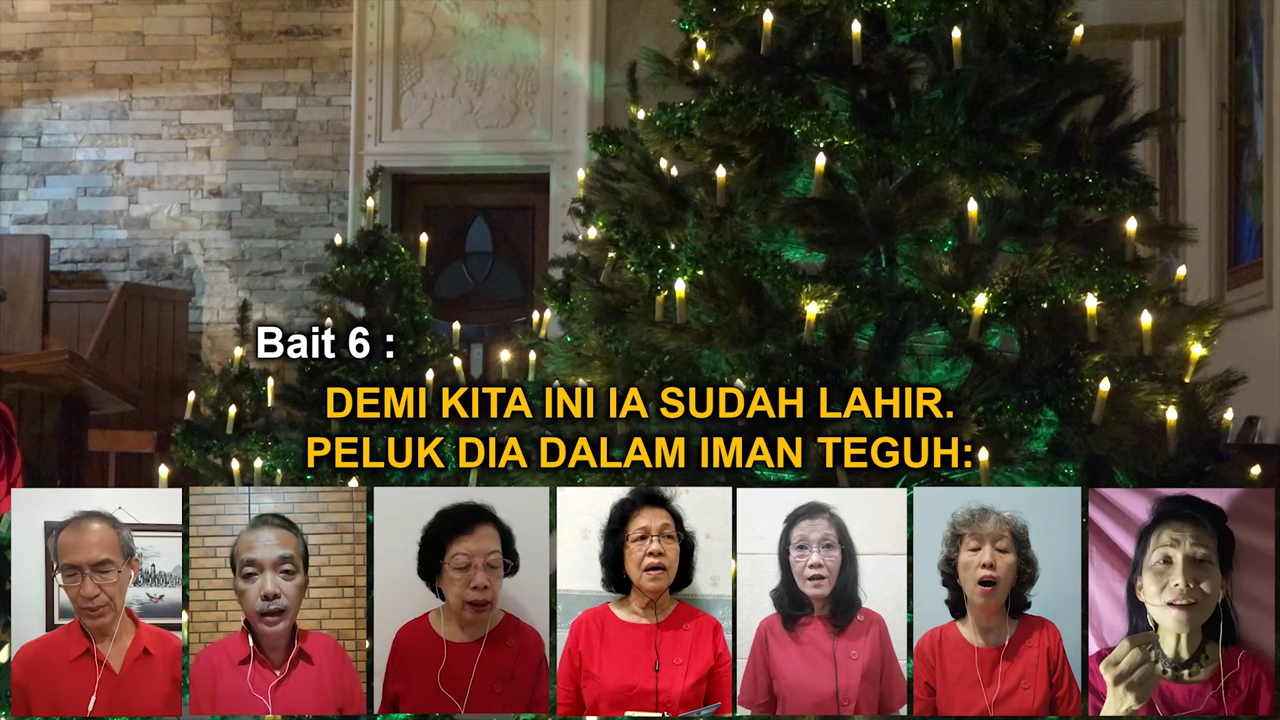 Bait 6 :
DEMI KITA INI IA SUDAH LAHIR.
PELUK DIA DALAM IMAN TEGUH: